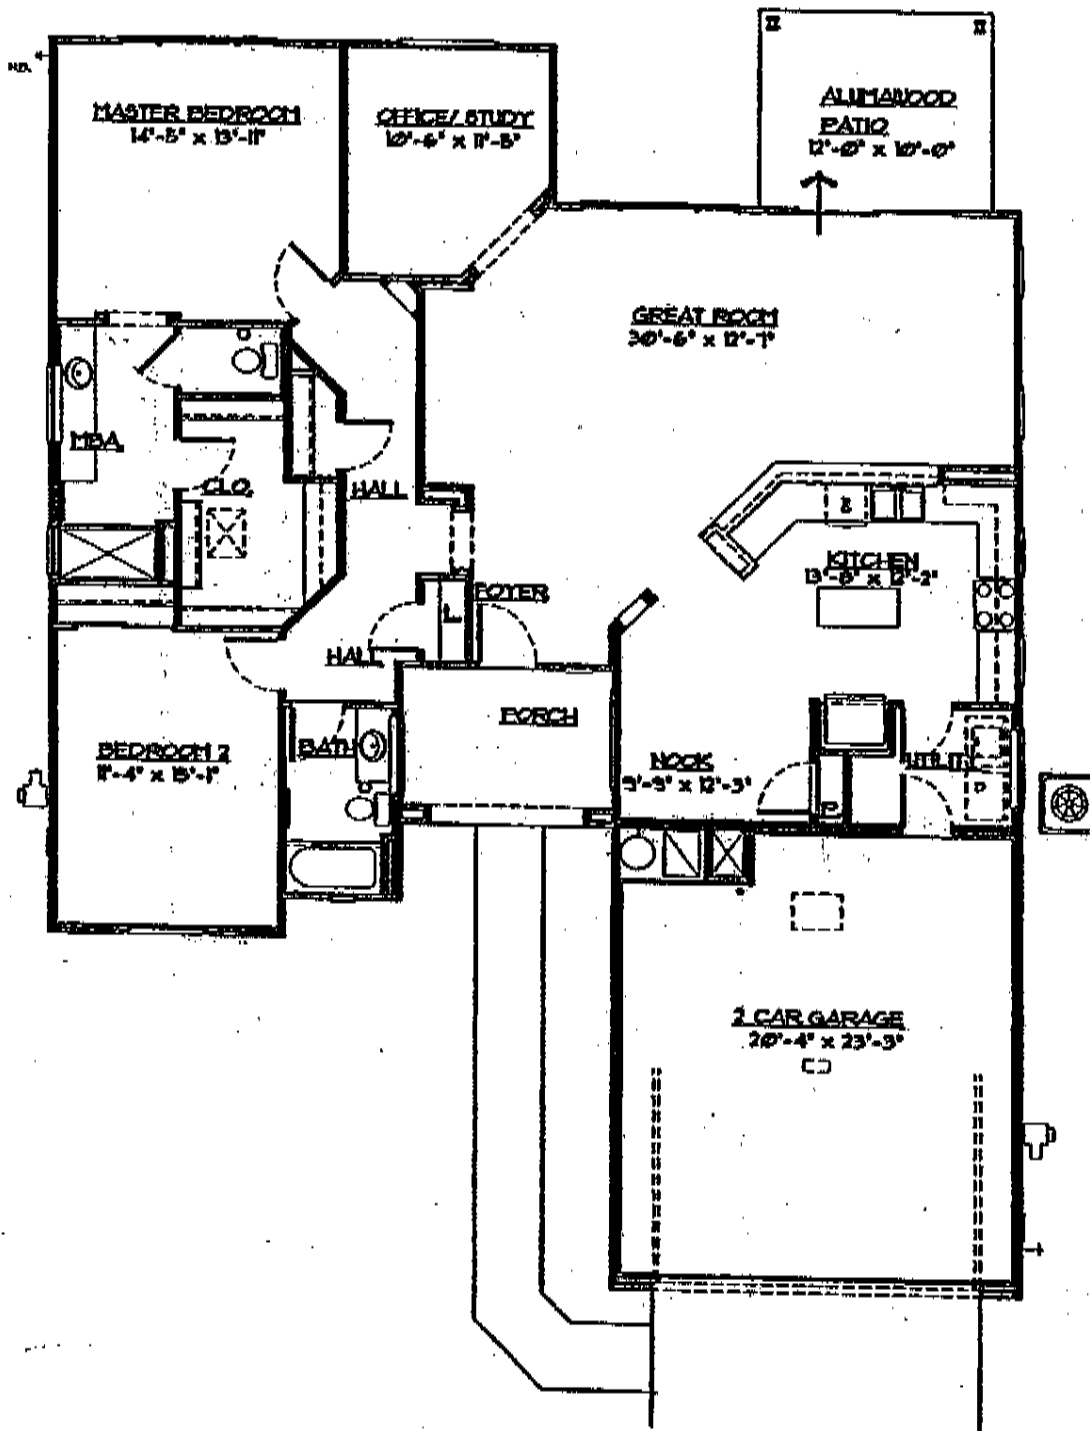 H.B.
MASTER BEDROOM
14'-5" x 13'-11"
OFFICE/ STUDY
10'-6" x 11'-5"
ALUMAWOOD
PATIO
12'-0" x 10'-0"
GREAT ROOM
30'-6" x 12'-7"
MBA.
CLO.
HALL
KITCHEN
13'-8" x 12'-2"
FOYER
L
HALL
PORCH
BEDROOM 2
11'-4" x 15'-1"
BATH
NOOK
9'-9" x 12'-3"
UTILITY
P
D
2 CAR GARAGE
20'-4" x 23'-3"